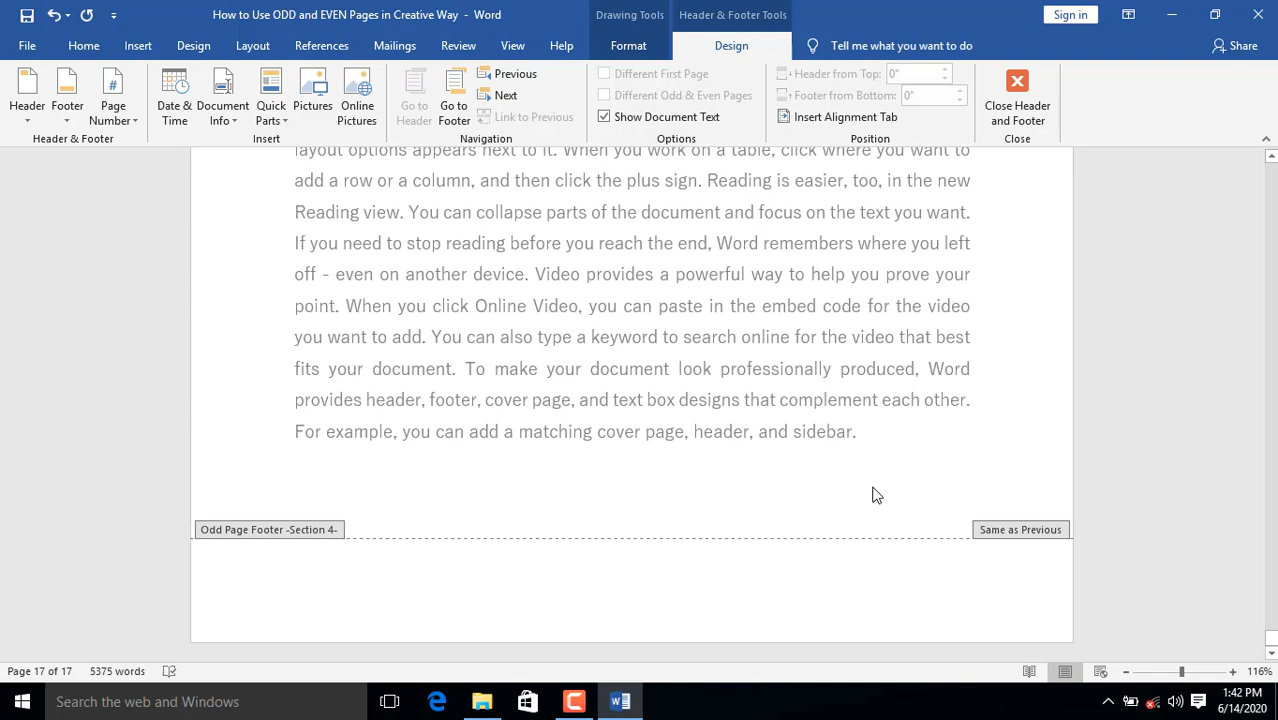 How to Use ODD and EVEN Pages in Creative Way - Word
Drawing Tools
Header & Footer Tools
Sign in
File
Home
Insert
Design
Layout
References
Mailings
Review
View
Help
Format
Design
Tell me what you want to do
Share
Header
Footer
Page Number
Date & Time
Document Info
Quick Parts
Pictures
Online Pictures
Go to Header
Go to Footer
Previous
Next
Link to Previous
Different First Page
Different Odd & Even Pages
Show Document Text
Header from Top: 0"
Footer from Bottom: 0"
Insert Alignment Tab
Close Header and Footer
Header & Footer
Insert
Navigation
Options
Position
Close
layout options appears next to it. When you work on a table, click where you want to
add a row or a column, and then click the plus sign. Reading is easier, too, in the new
Reading view. You can collapse parts of the document and focus on the text you want.
If you need to stop reading before you reach the end, Word remembers where you left
off - even on another device. Video provides a powerful way to help you prove your
point. When you click Online Video, you can paste in the embed code for the video
you want to add. You can also type a keyword to search online for the video that best
fits your document. To make your document look professionally produced, Word
provides header, footer, cover page, and text box designs that complement each other.
For example, you can add a matching cover page, header, and sidebar.
Odd Page Footer -Section 4-
Same as Previous
Page 17 of 17
5375 words
116%
Search the web and Windows
1:42 PM
6/14/2020